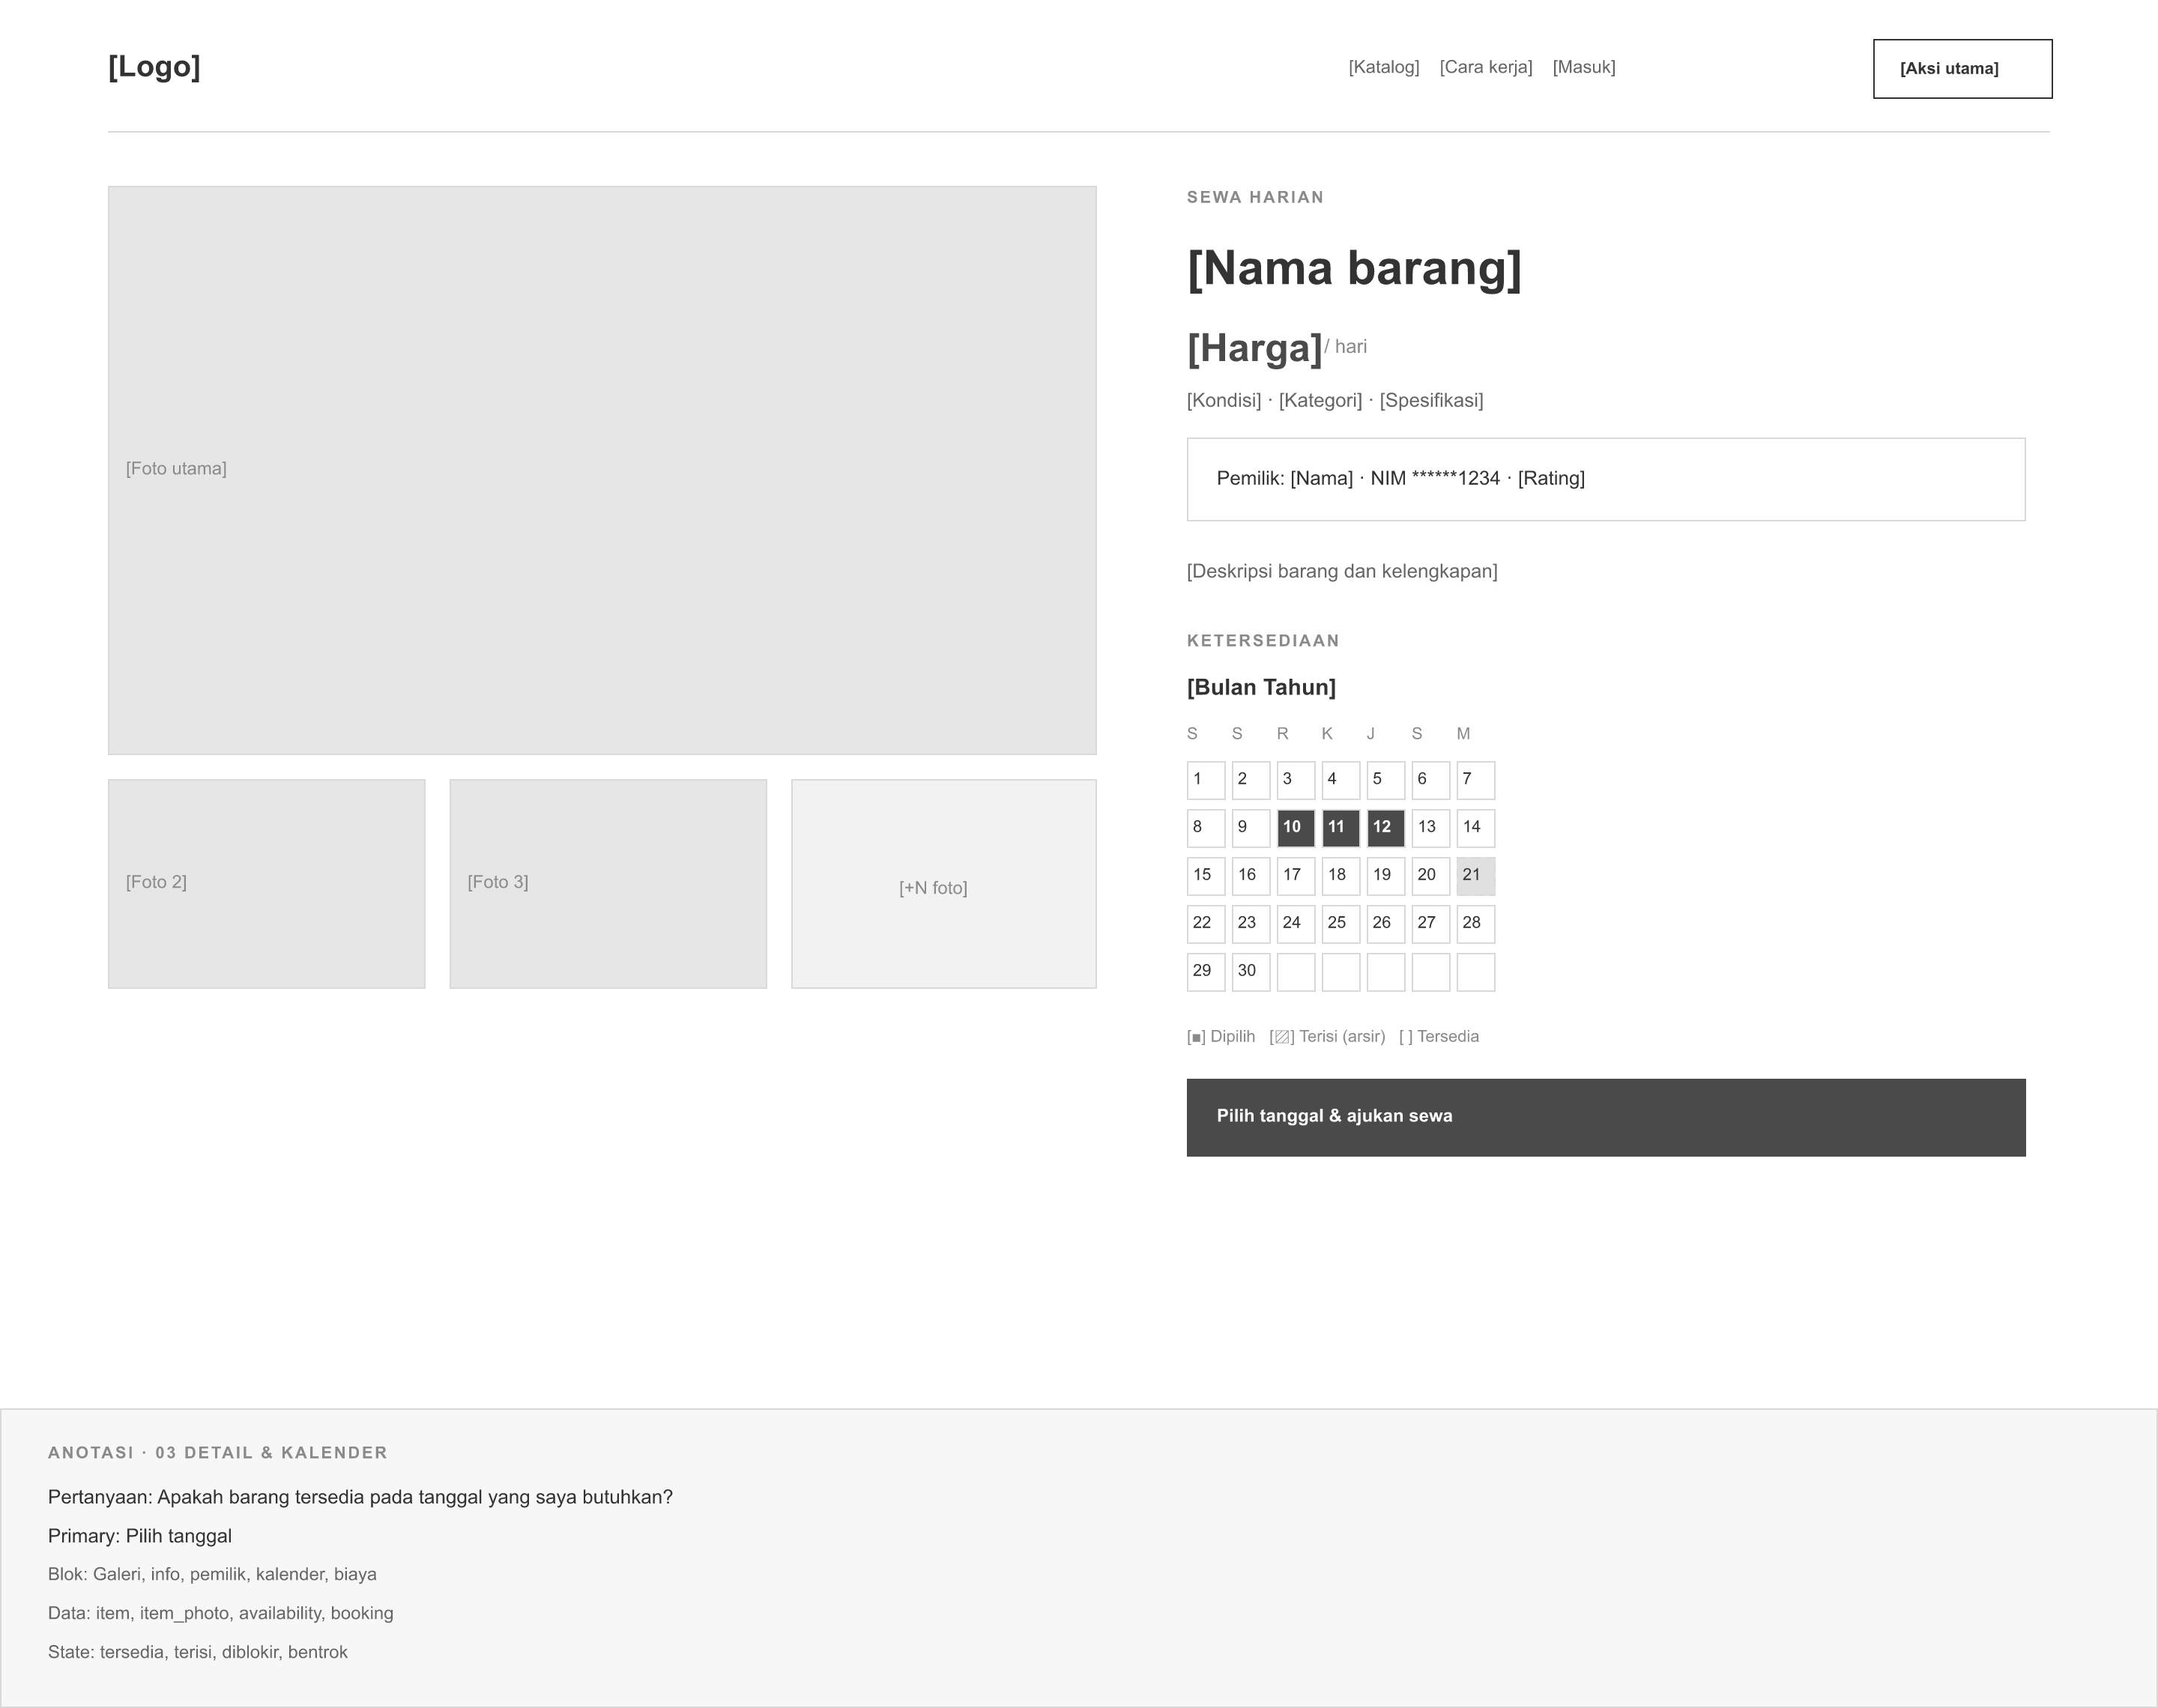 [Logo]
[Katalog] [Cara kerja] [Masuk]
[Aksi utama]
[Foto utama]
[Foto 2]
[Foto 3]
[+N foto]
SEWA HARIAN
[Nama barang]
[Harga] / hari
[Kondisi] · [Kategori] · [Spesifikasi]
Pemilik: [Nama] · NIM ******1234 · [Rating]
[Deskripsi barang dan kelengkapan]
KETERSEDIAAN
[Bulan Tahun]
S S R K J S M
1 2 3 4 5 6 7
8 9 10 11 12 13 14
15 16 17 18 19 20 21
22 23 24 25 26 27 28
29 30
[■] Dipilih [▨] Terisi (arsir) [ ] Tersedia
Pilih tanggal & ajukan sewa
ANOTASI · 03 DETAIL & KALENDER
Pertanyaan: Apakah barang tersedia pada tanggal yang saya butuhkan?
Primary: Pilih tanggal
Blok: Galeri, info, pemilik, kalender, biaya
Data: item, item_photo, availability, booking
State: tersedia, terisi, diblokir, bentrok